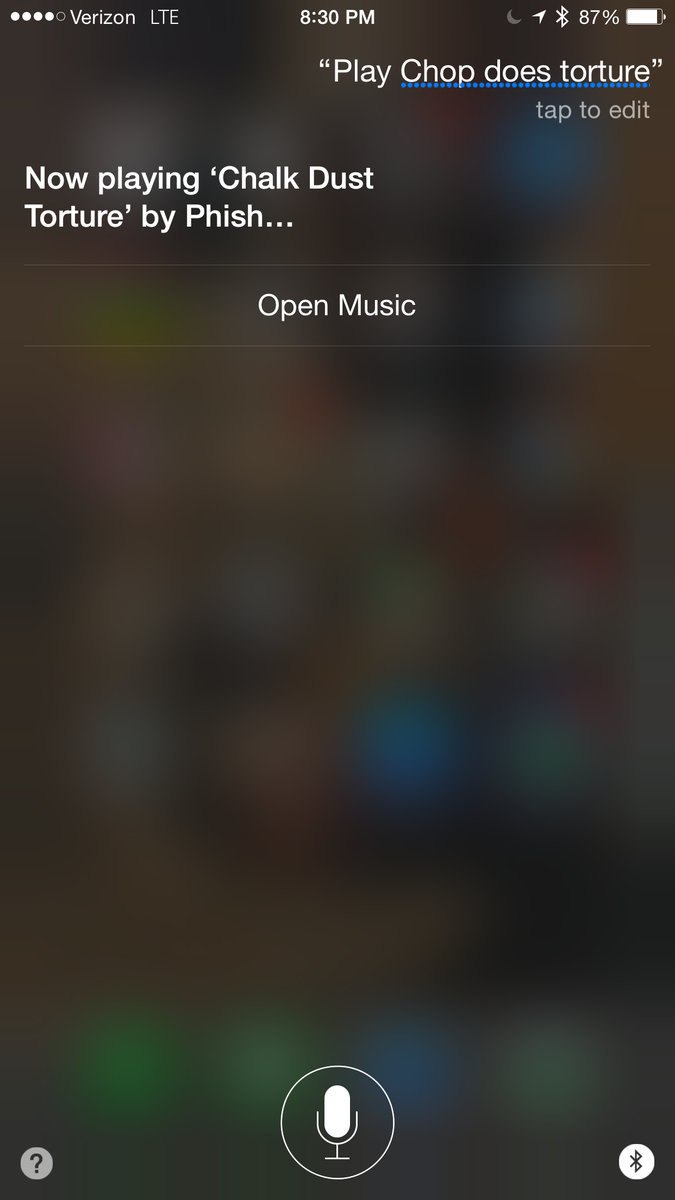 Verizon LTE 8:30 PM 87%
“Play Chop does torture”
tap to edit
Now playing ‘Chalk Dust
Torture’ by Phish...
Open Music
?